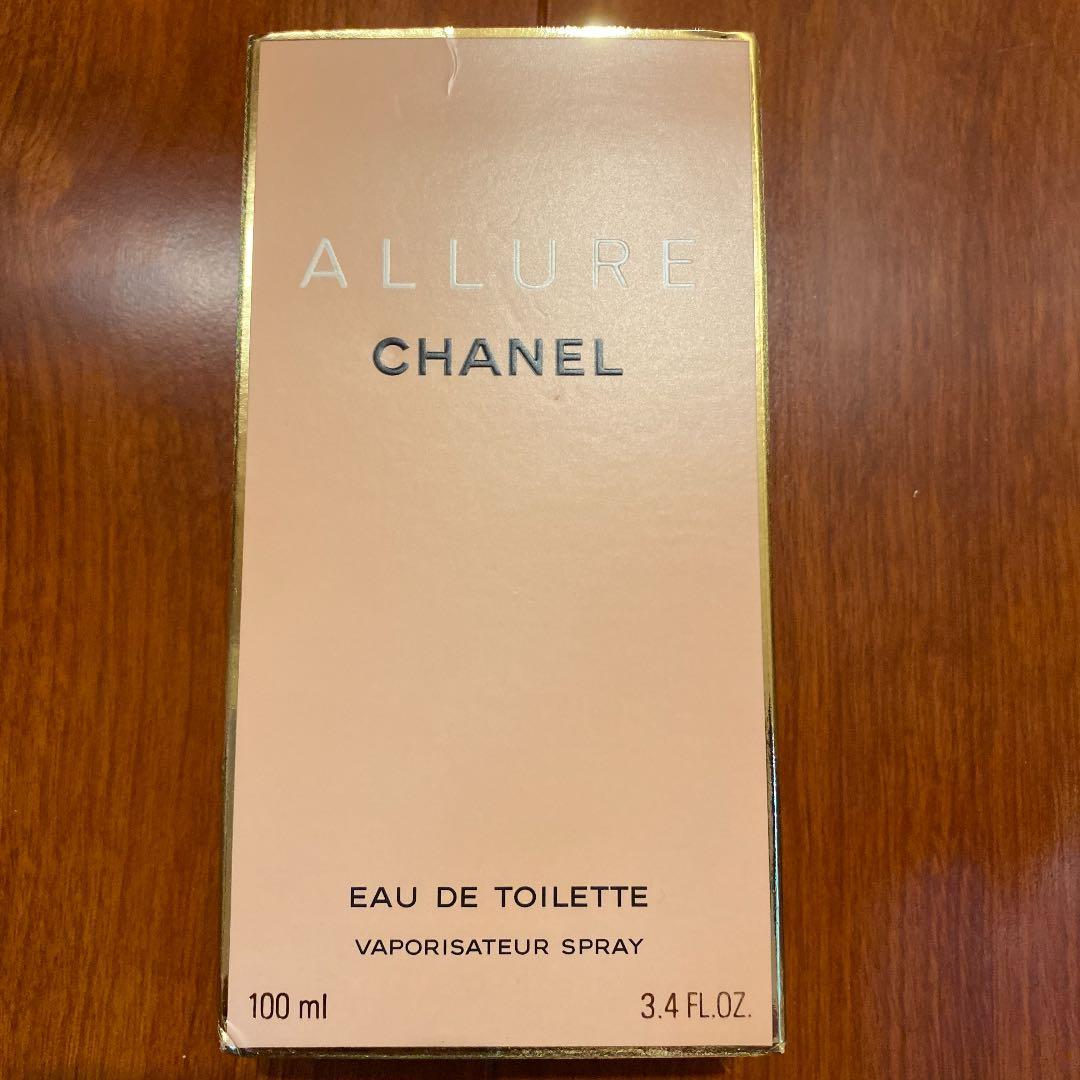 ALLURE
CHANEL
EAU DE TOILETTE
VAPORISATEUR SPRAY
100 ml 3.4 FL.OZ.